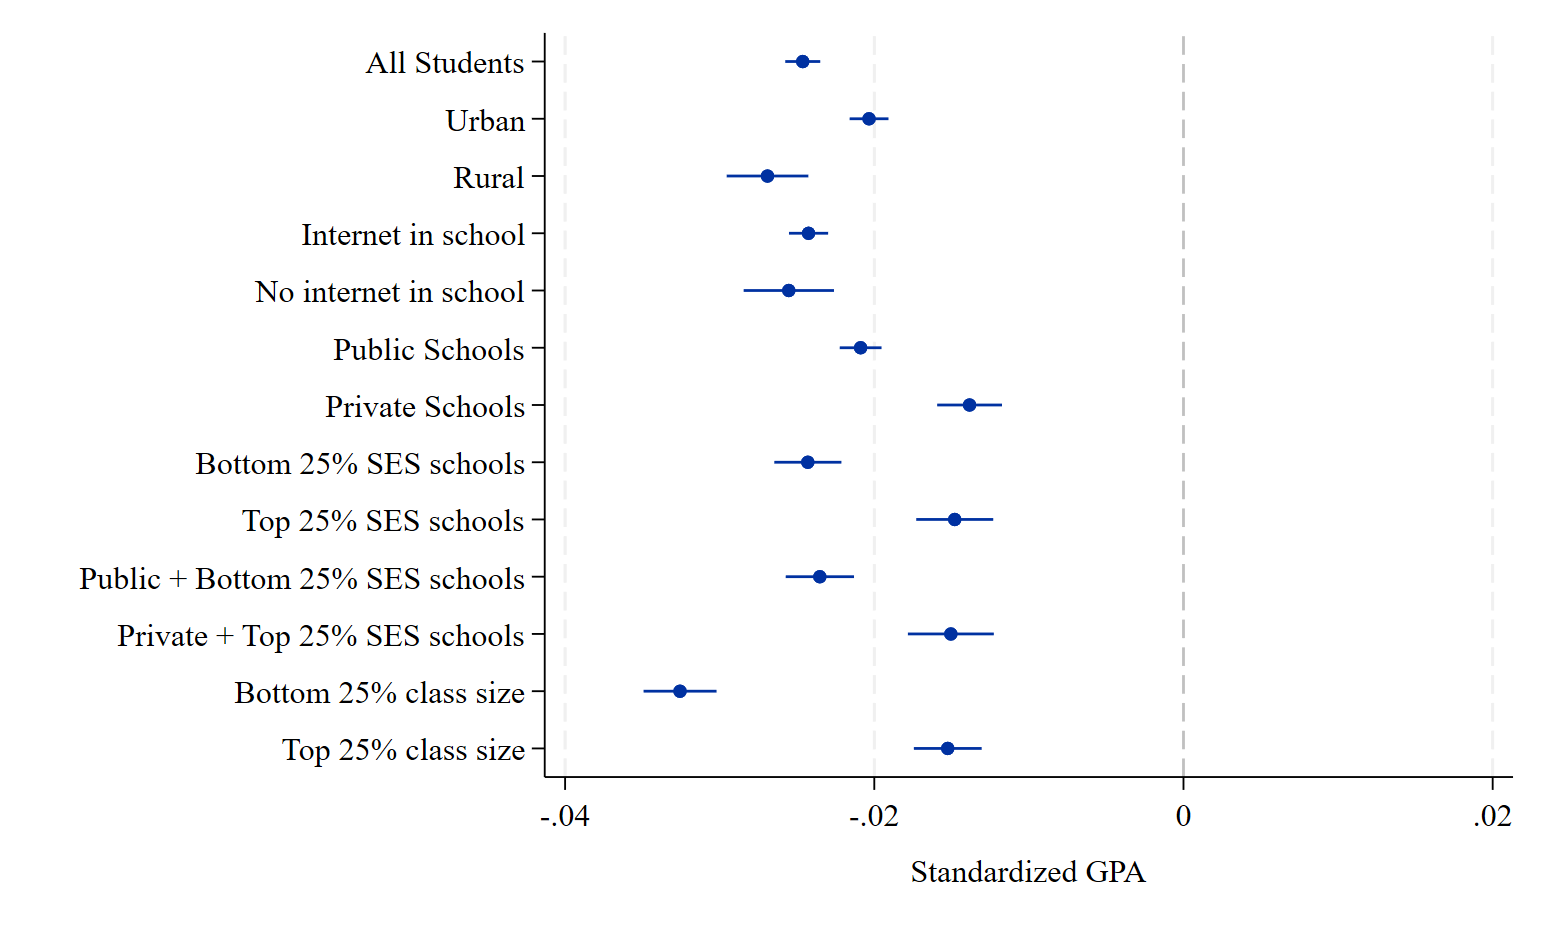 All Students
Urban
Rural
Internet in school
No internet in school
Public Schools
Private Schools
Bottom 25% SES schools
Top 25% SES schools
Public + Bottom 25% SES schools
Private + Top 25% SES schools
Bottom 25% class size
Top 25% class size
-.04 -.02 0 .02
Standardized GPA